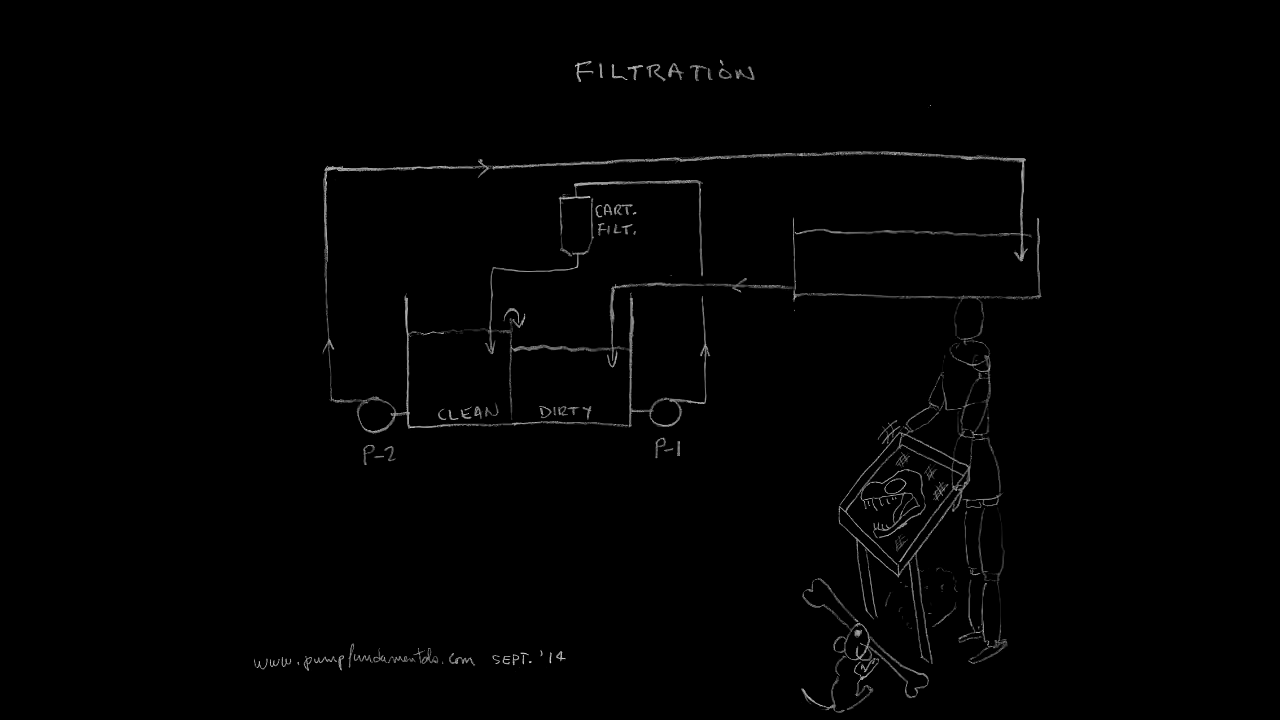 FILTRATION
CART.
FILT.
CLEAN
DIRTY
P-2
P-1
www.pumpfundamentals.com SEPT. '14